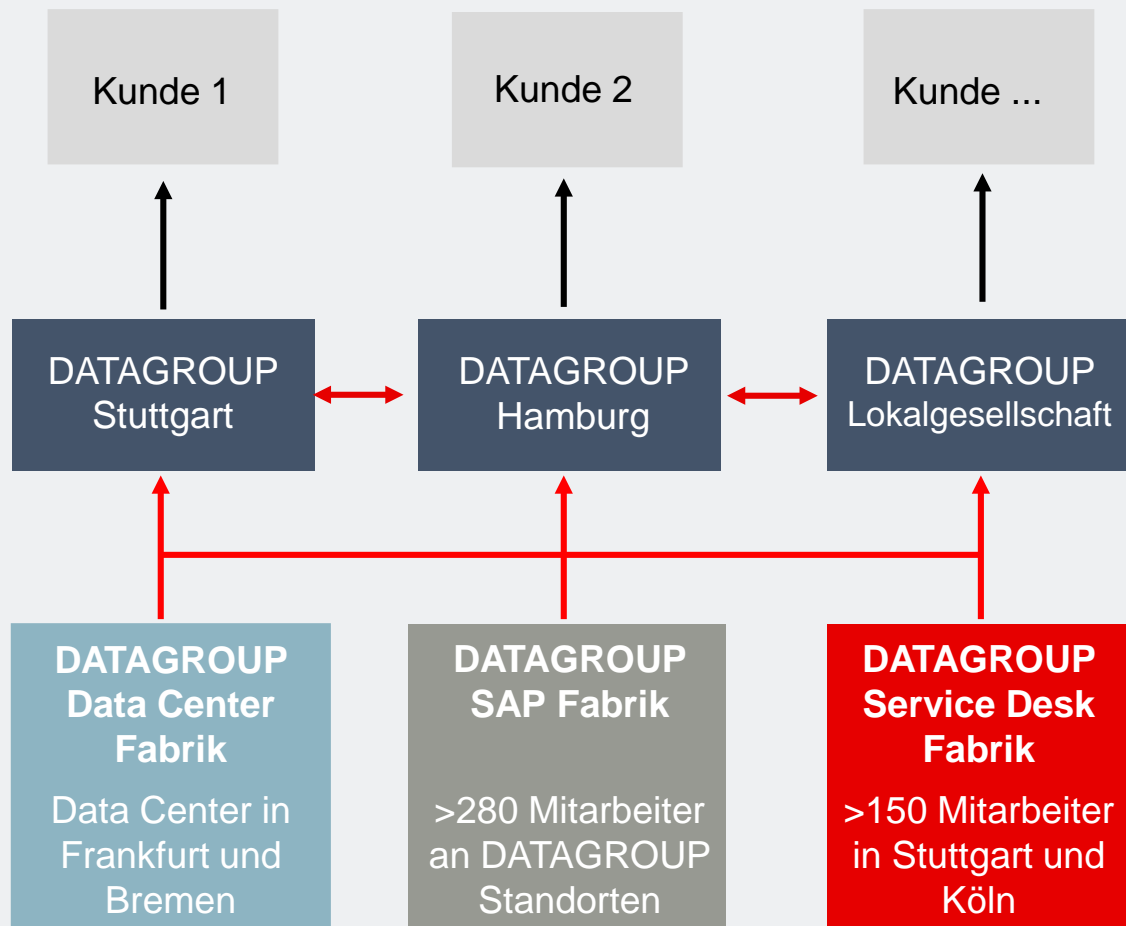 Kunde 1
Kunde 2
Kunde ...
DATAGROUP
Stuttgart
DATAGROUP
Hamburg
DATAGROUP
Lokalgesellschaft
DATAGROUP
Data Center
Fabrik
Data Center in
Frankfurt und
Bremen
DATAGROUP
SAP Fabrik
>280 Mitarbeiter
an DATAGROUP
Standorten
DATAGROUP
Service Desk
Fabrik
>150 Mitarbeiter
in Stuttgart und
Köln